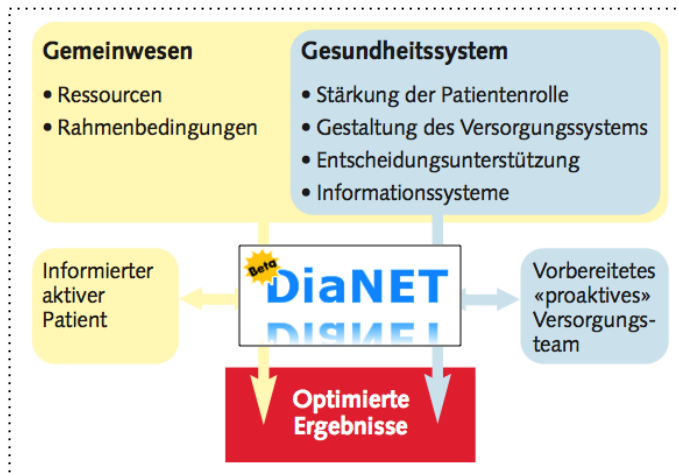 Gemeinwesen
• Ressourcen
• Rahmenbedingungen
Gesundheitssystem
• Stärkung der Patientenrolle
• Gestaltung des Versorgungssystems
• Entscheidungsunterstützung
• Informationssysteme
Informierter
aktiver
Patient
Beta
DiaNET
Vorbereitetes
«proaktives»
Versorgungs-
team
Optimierte
Ergebnisse